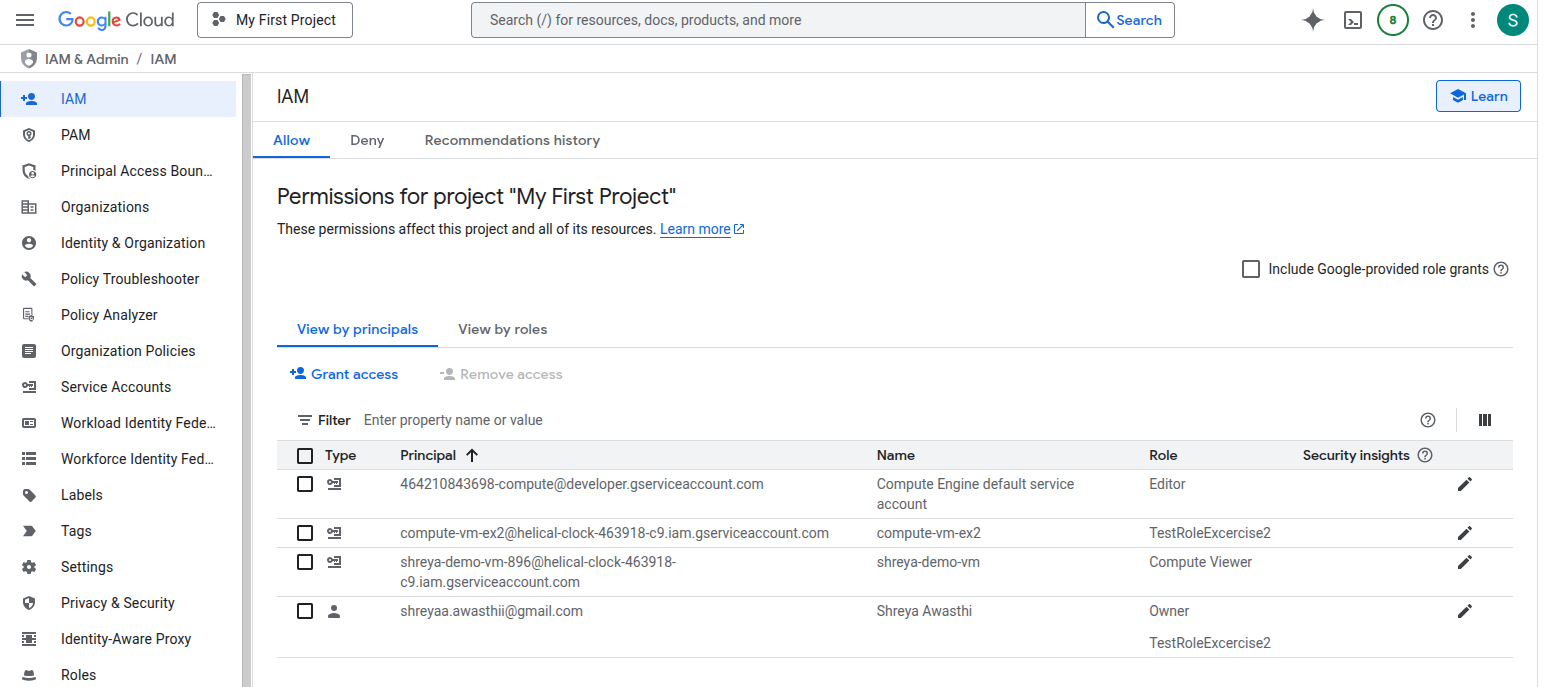 Google Cloud My First Project Search (/) for resources, docs, products, and more Search 8 S
IAM & Admin / IAM
IAM
PAM
Principal Access Boun...
Organizations
Identity & Organization
Policy Troubleshooter
Policy Analyzer
Organization Policies
Service Accounts
Workload Identity Fede...
Workforce Identity Fed...
Labels
Tags
Settings
Privacy & Security
Identity-Aware Proxy
Roles
IAM Learn
Allow Deny Recommendations history
Permissions for project "My First Project"
These permissions affect this project and all of its resources. Learn more
Include Google-provided role grants
View by principals View by roles
Grant access Remove access
Filter Enter property name or value
Type Principal Name Role Security insights
464210843698-compute@developer.gserviceaccount.com Compute Engine default service Editor
account
compute-vm-ex2@helical-clock-463918-c9.iam.gserviceaccount.com compute-vm-ex2 TestRoleExcercise2
shreya-demo-vm-896@helical-clock-463918- shreya-demo-vm Compute Viewer
c9.iam.gserviceaccount.com
shreyaa.awasthii@gmail.com Shreya Awasthi Owner
TestRoleExcercise2